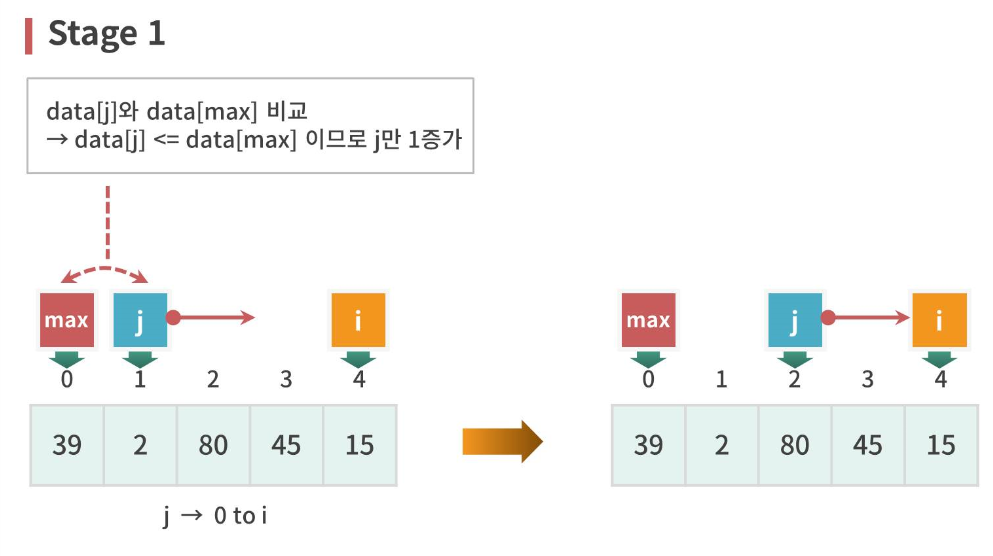 Stage 1
data[j]와 data[max] 비교
→ data[j] <= data[max] 이므로 j만 1증가
max j i
0 1 2 3 4
39 2 80 45 15
j → 0 to i
max j i
0 1 2 3 4
39 2 80 45 15